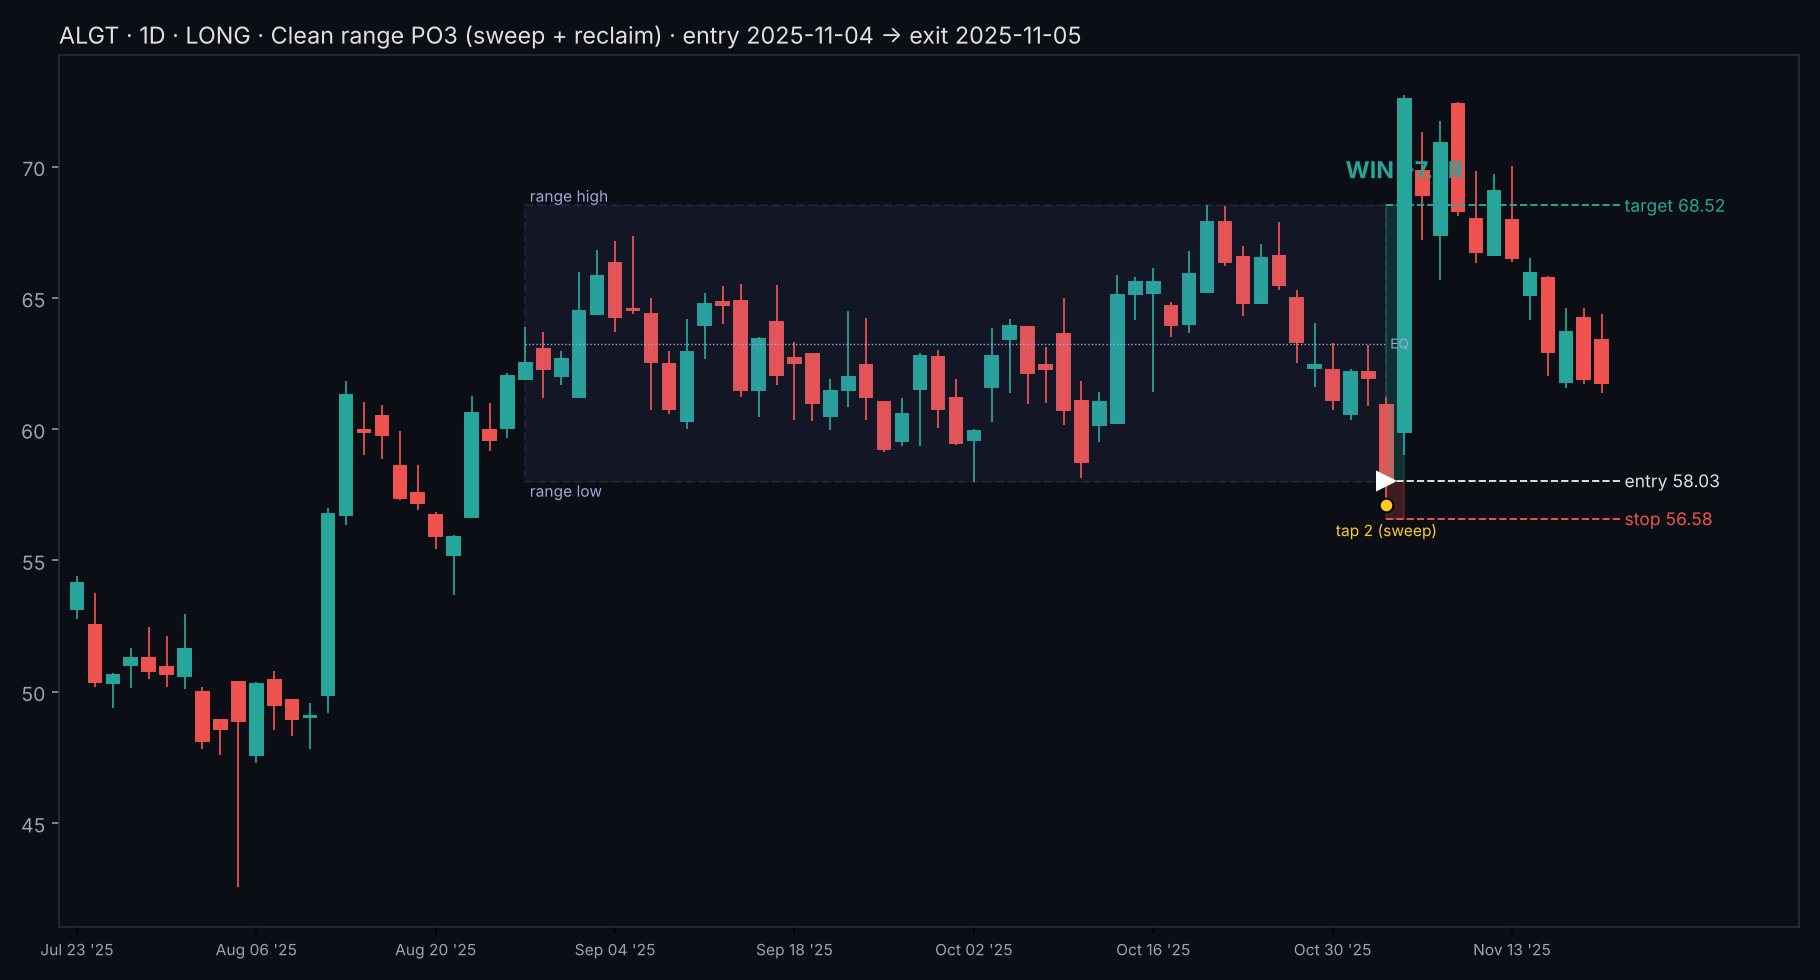 ALGT · 1D · LONG · Clean range PO3 (sweep + reclaim) · entry 2025-11-04 → exit 2025-11-05
70
65
60
55
50
45
range high
range low
WIN
EQ
target 68.52
entry 58.03
stop 56.58
tap 2 (sweep)
Jul 23 '25
Aug 06 '25
Aug 20 '25
Sep 04 '25
Sep 18 '25
Oct 02 '25
Oct 16 '25
Oct 30 '25
Nov 13 '25